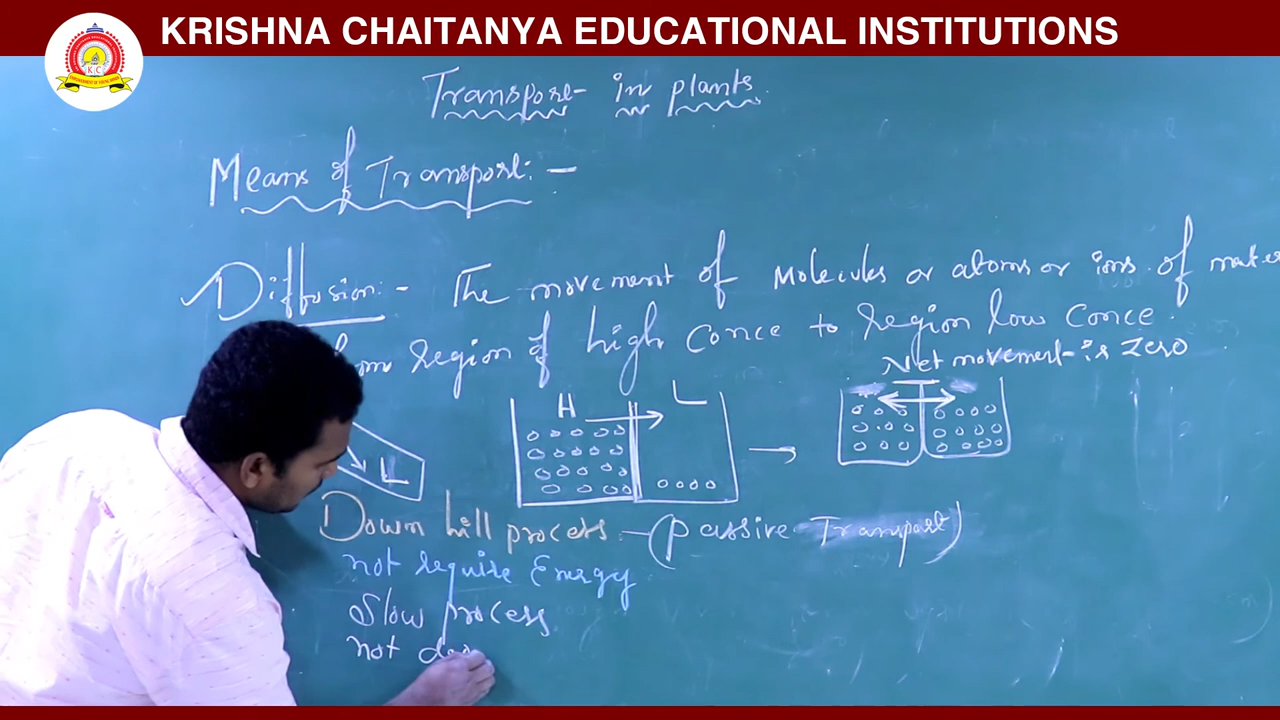 KRISHNA CHAITANYA EDUCATIONAL INSTITUTIONS
K.C
Transport in plants
Means of Transport: -
Diffusion: - The movement of Molecules or atoms or ions of
region of high Conce to region low Conce.
Net movement is Zero
H L
L
Down hill process - (passive Transport)
not require Energy
Slow process
not